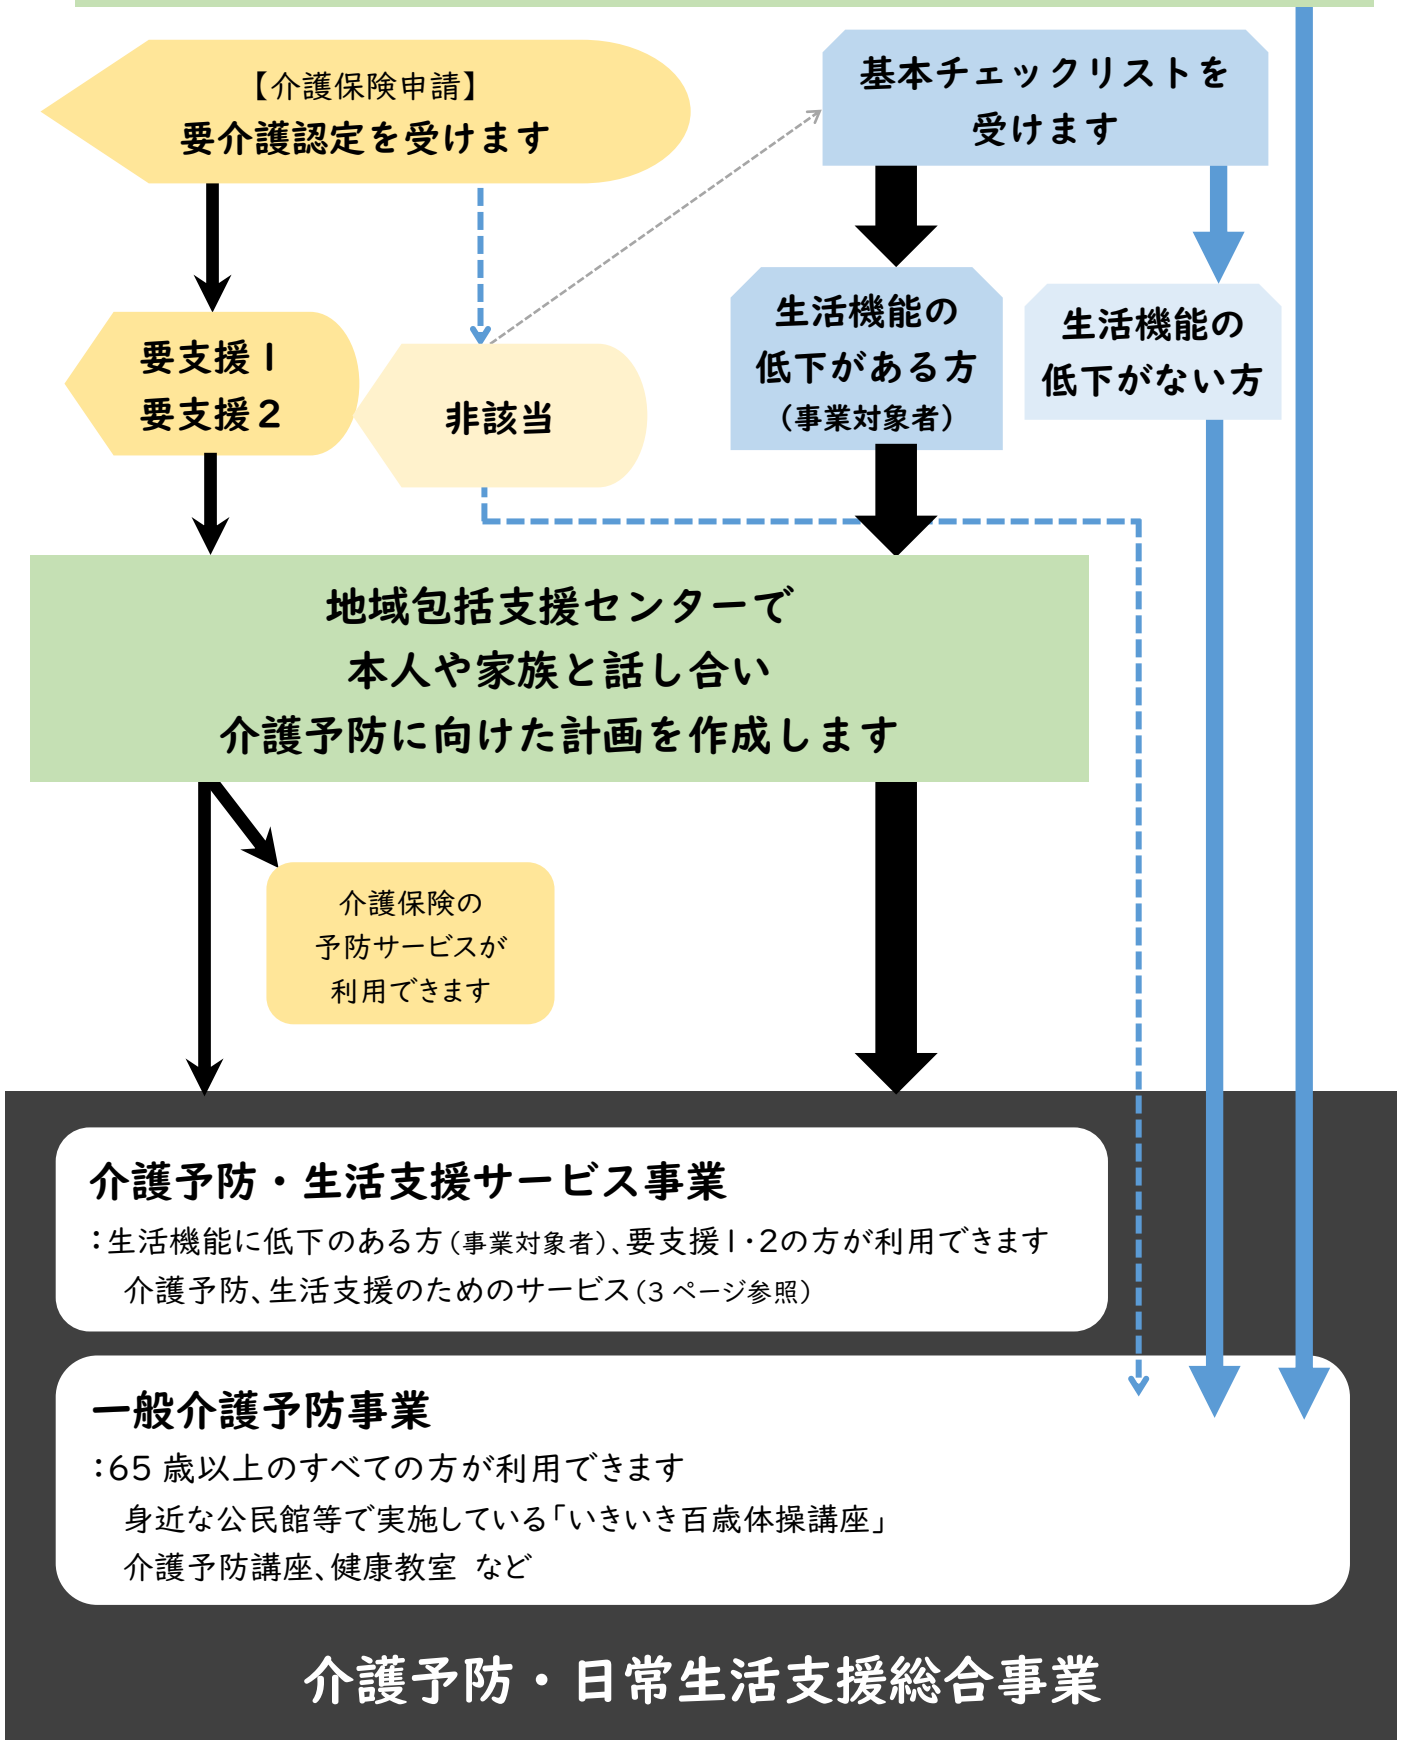 【介護保険申請】
要介護認定を受けます
基本チェックリストを
受けます
要支援1
要支援2
非該当
生活機能の
低下がある方
（事業対象者）
生活機能の
低下がない方
地域包括支援センターで
本人や家族と話し合い
介護予防に向けた計画を作成します
介護保険の
予防サービスが
利用できます
介護予防・生活支援サービス事業
：生活機能に低下のある方（事業対象者）、要支援1・2の方が利用できます
介護予防、生活支援のためのサービス（3 ページ参照）
一般介護予防事業
：65 歳以上のすべての方が利用できます
身近な公民館等で実施している「いきいき百歳体操講座」
介護予防講座、健康教室 など
介護予防・日常生活支援総合事業